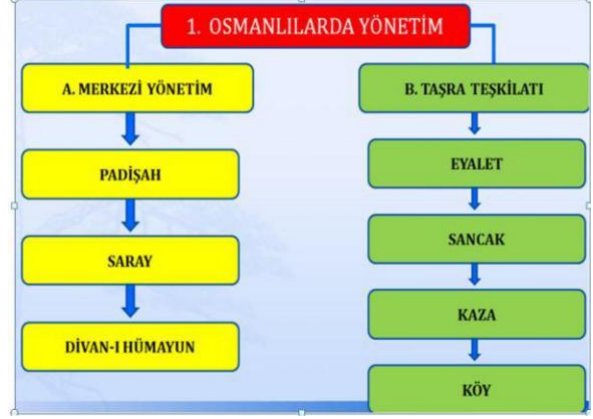 1. OSMANLILARDA YÖNETİM
A. MERKEZİ YÖNETİM
PADİŞAH
SARAY
DİVAN-I HÜMAYUN
B. TAŞRA TEŞKİLATI
EYALET
SANCAK
KAZA
KÖY